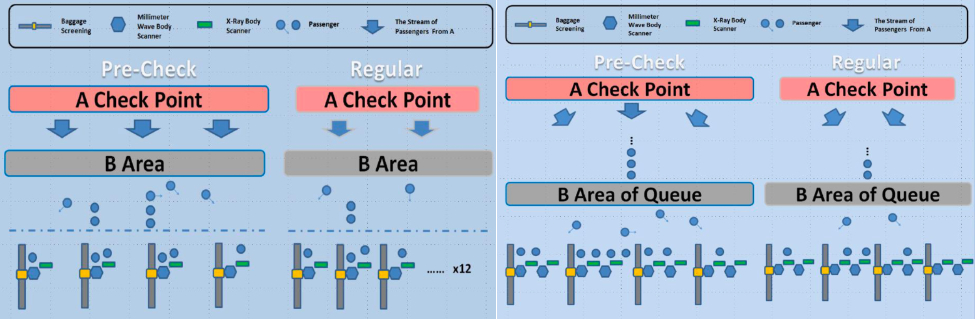 Baggage
Screening
Millimeter
Wave Body
Scanner
X-Ray Body
Scanner
Passenger
The Stream of
Passengers From A
Pre-Check
Regular
A Check Point
A Check Point
B Area
B Area
...... x12
Baggage
Screening
Millimeter
Wave Body
Scanner
X-Ray Body
Scanner
Passenger
The Stream of
Passengers From A
Pre-Check
Regular
A Check Point
A Check Point
B Area of Queue
B Area of Queue